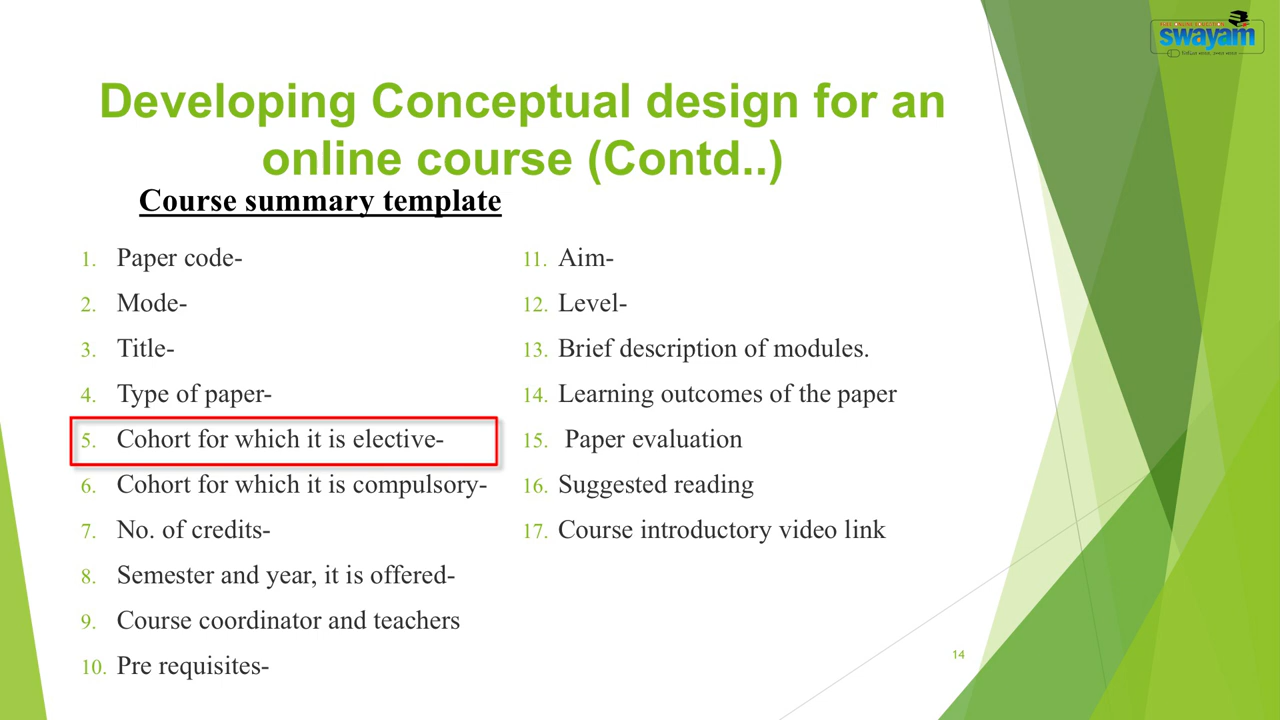 swayam
Developing Conceptual design for an
online course (Contd..)
Course summary template
1. Paper code-
2. Mode-
3. Title-
4. Type of paper-
5. Cohort for which it is elective-
6. Cohort for which it is compulsory-
7. No. of credits-
8. Semester and year, it is offered-
9. Course coordinator and teachers
10. Pre requisites-
11. Aim-
12. Level-
13. Brief description of modules.
14. Learning outcomes of the paper
15. Paper evaluation
16. Suggested reading
17. Course introductory video link
14